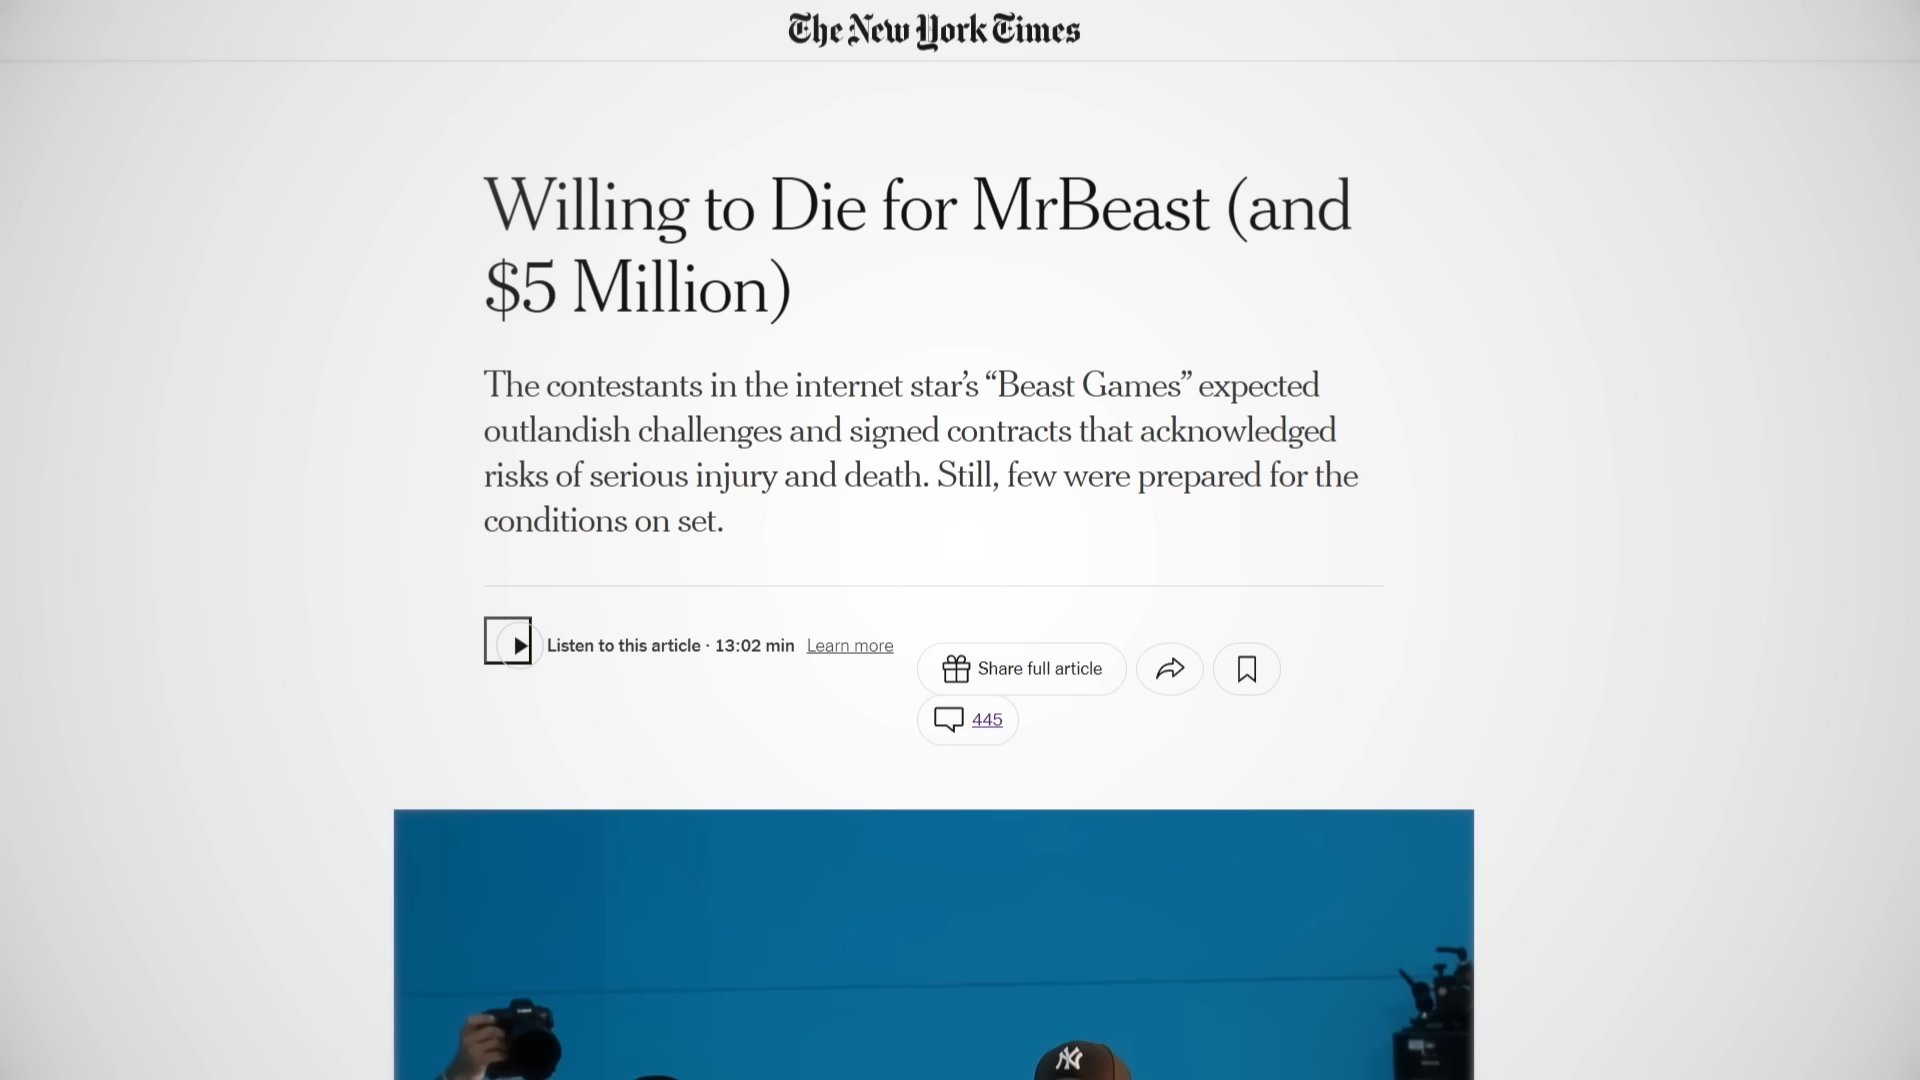 The New York Times
Willing to Die for MrBeast (and
$5 Million)
The contestants in the internet star’s “Beast Games” expected
outlandish challenges and signed contracts that acknowledged
risks of serious injury and death. Still, few were prepared for the
conditions on set.
Listen to this article · 13:02 min Learn more
Share full article
445
NY